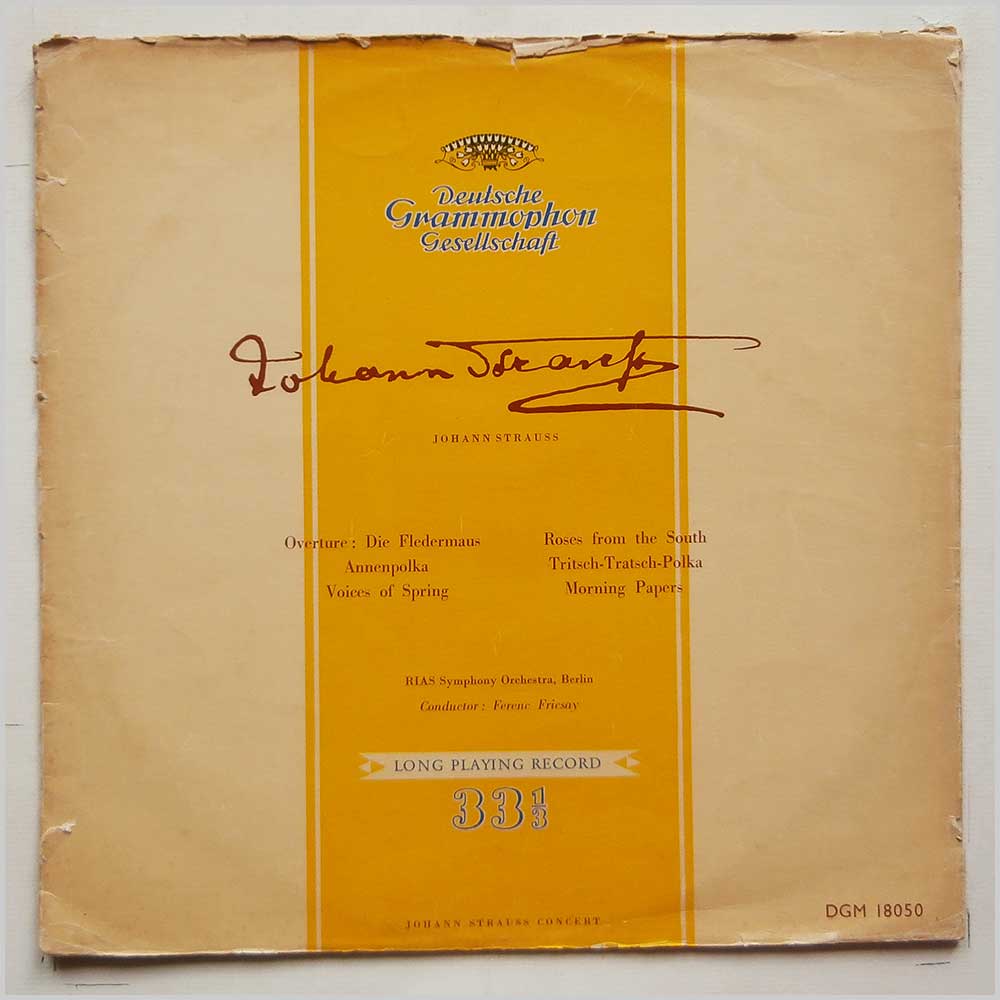 Deutsche
Grammophon
Gesellschaft
Johann Strauss
JOHANN STRAUSS
Overture : Die Fledermaus
Annenpolka
Voices of Spring
Roses from the South
Tritsch-Tratsch-Polka
Morning Papers
RIAS Symphony Orchestra, Berlin
Conductor : Ferenc Fricsay
LONG PLAYING RECORD
33 1/3
DGM 18050
JOHANN STRAUSS CONCERT